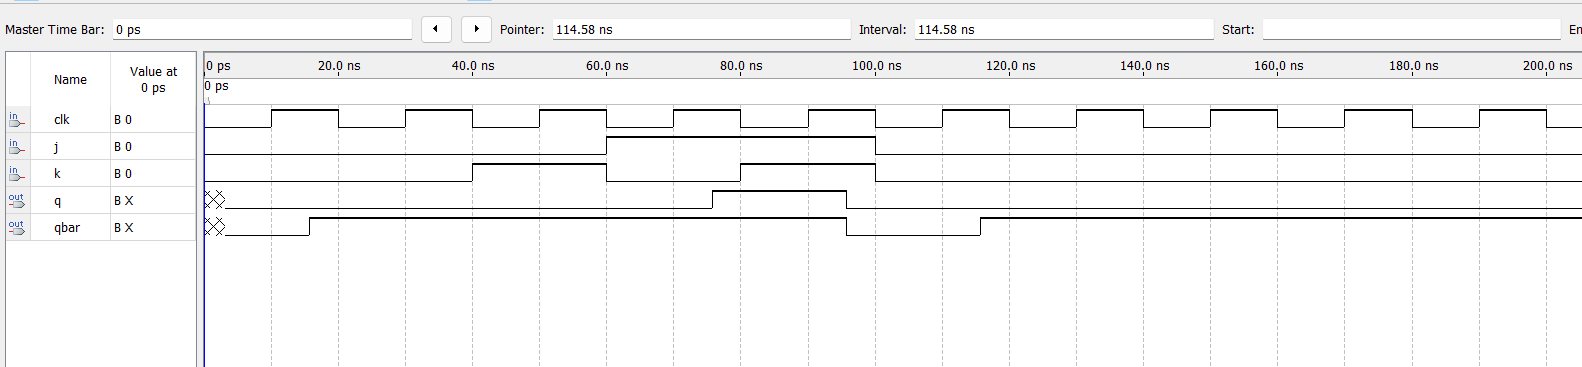 Master Time Bar: 0 ps Pointer: 114.58 ns Interval: 114.58 ns Start: En
Name Value at 0 ps
0 ps 20.0 ns 40.0 ns 60.0 ns 80.0 ns 100.0 ns 120.0 ns 140.0 ns 160.0 ns 180.0 ns 200.0 ns
0 ps
in clk B 0
in j B 0
in k B 0
out q B X
out qbar B X